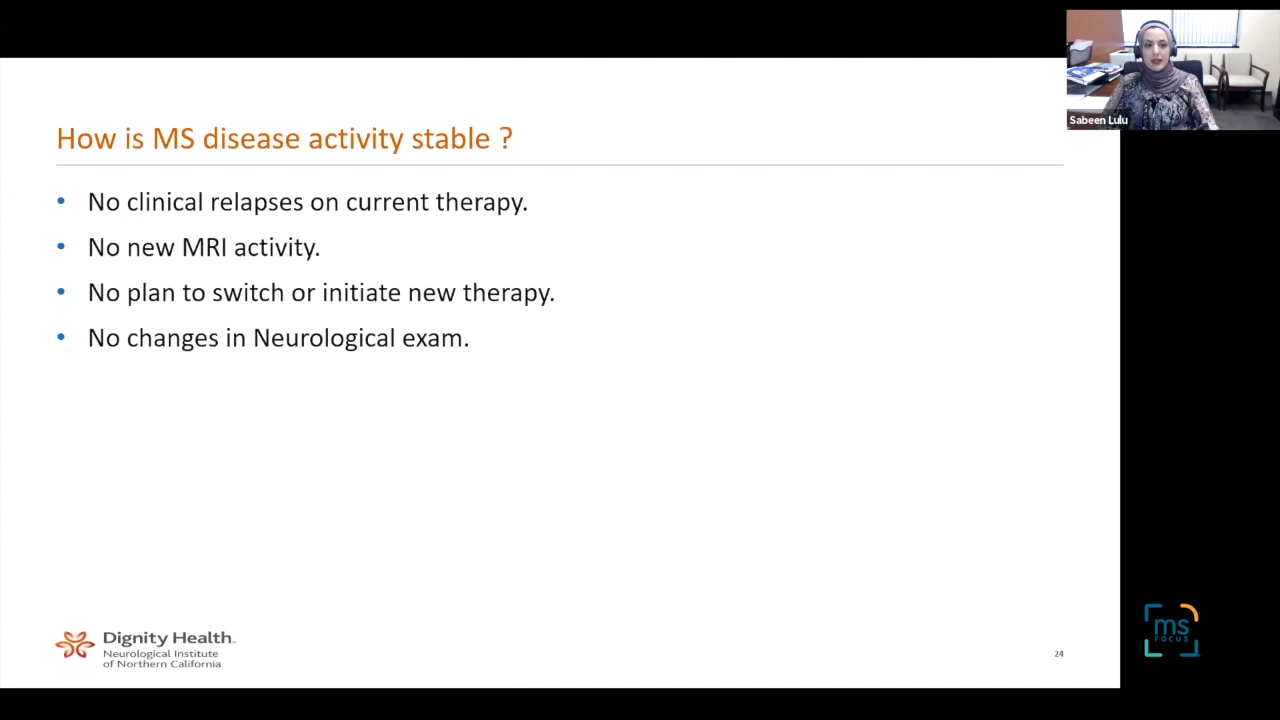 Sabeen Lulu
How is MS disease activity stable ?
• No clinical relapses on current therapy.
• No new MRI activity.
• No plan to switch or initiate new therapy.
• No changes in Neurological exam.
Dignity Health™
Neurological Institute
of Northern California
24
ms
FOCUS